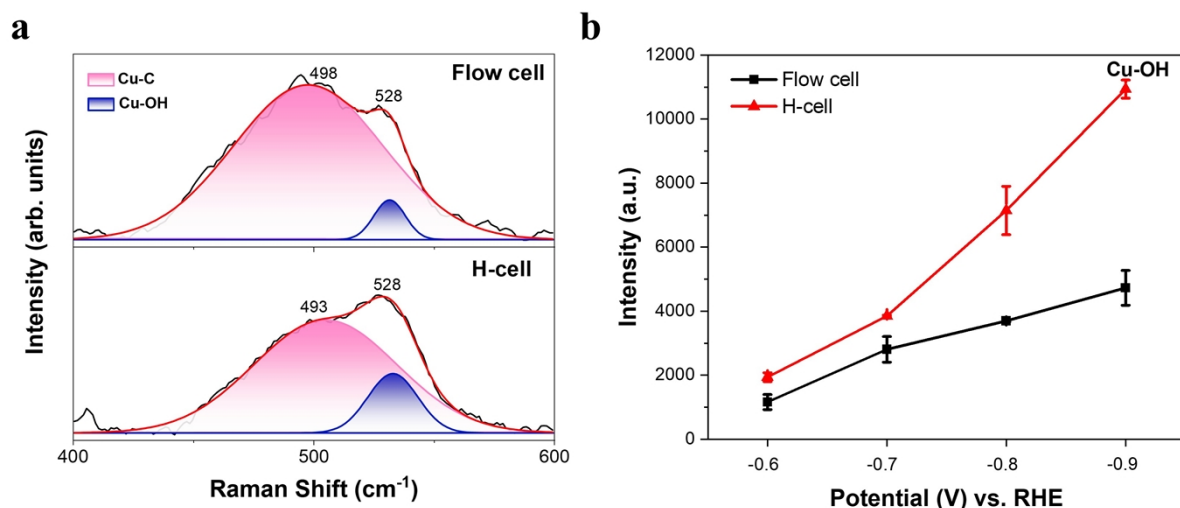 a
Cu-C
Cu-OH
498
528
Flow cell
H-cell
493
528
400
500
600
Intensity (arb. units)
Raman Shift (cm⁻¹)
b
12000
10000
8000
6000
4000
2000
0
Flow cell
H-cell
Cu-OH
Intensity (a.u.)
-0.6
-0.7
-0.8
-0.9
Potential (V) vs. RHE